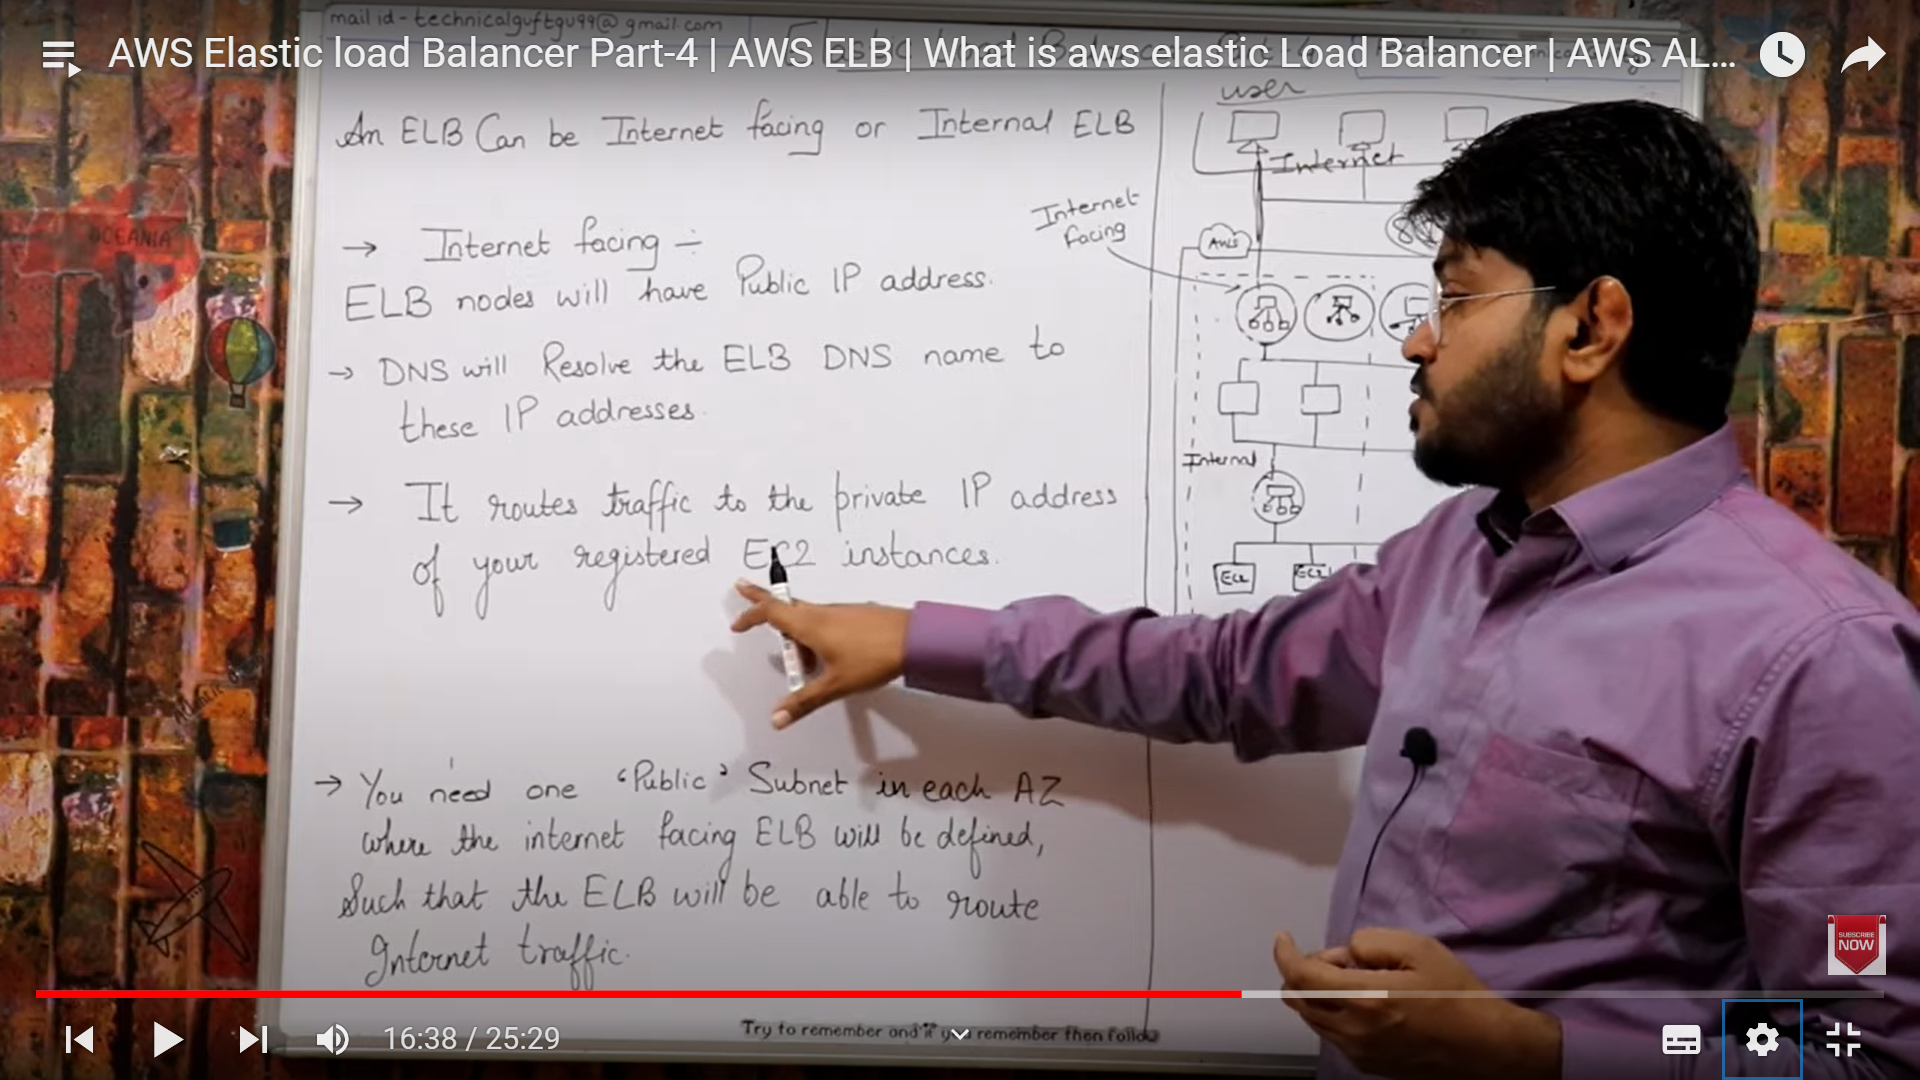 mail id - technicalguftgu99@gmail.com
AWS Elastic load Balancer Part-4 | AWS ELB | What is aws elastic Load Balancer | AWS AL...
An ELB Can be Internet facing or Internal ELB
→ Internet facing ÷
ELB nodes will have Public IP address.
→ DNS will Resolve the ELB DNS name to
these IP addresses.
→ It routes traffic to the private IP address
of your registered EC2 instances.
→ You need one 'Public' Subnet in each AZ
where the internet facing ELB will be defined,
Such that the ELB will be able to route
Internet traffic.
user
Internet
Internet
facing
AWS
Internal
EC2
EC2
OCEANIA
SUBSCRIBE
NOW
16:38 / 25:29
Try to remember and if you remember then follow